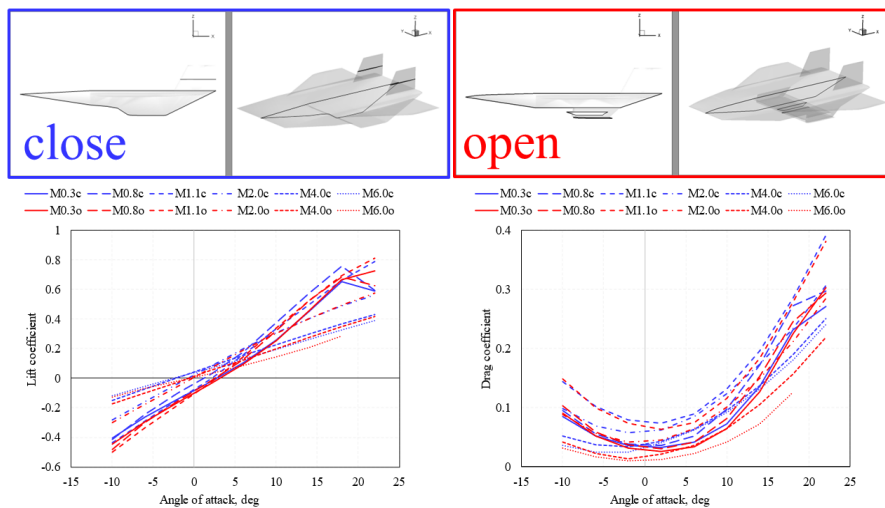 close
open
M0.3c M0.8c M1.1c M2.0c M4.0c M6.0c
M0.3o M0.8o M1.1o M2.0o M4.0o M6.0o
M0.3c M0.8c M1.1c M2.0c M4.0c M6.0c
M0.3o M0.8o M1.1o M2.0o M4.0o M6.0o
Lift coefficient
1
0.8
0.6
0.4
0.2
0
-0.2
-0.4
-0.6
-15 -10 -5 0 5 10 15 20 25
Angle of attack, deg
Drag coefficient
0.4
0.3
0.2
0.1
0
-15 -10 -5 0 5 10 15 20 25
Angle of attack, deg